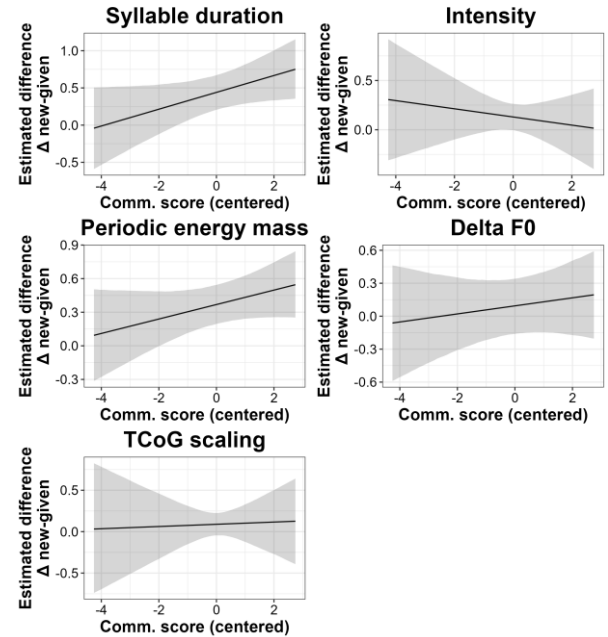 Syllable duration
Estimated difference
Δ new-given
1.0
0.5
0.0
-0.5
-4 -2 0 2
Comm. score (centered)
Intensity
Estimated difference
Δ new-given
0.5
0.0
-4 -2 0 2
Comm. score (centered)
Periodic energy mass
Estimated difference
Δ new-given
0.9
0.6
0.3
0.0
-0.3
-4 -2 0 2
Comm. score (centered)
Delta F0
Estimated difference
Δ new-given
0.6
0.3
0.0
-0.3
-0.6
-4 -2 0 2
Comm. score (centered)
TCoG scaling
Estimated difference
Δ new-given
0.5
0.0
-0.5
-4 -2 0 2
Comm. score (centered)